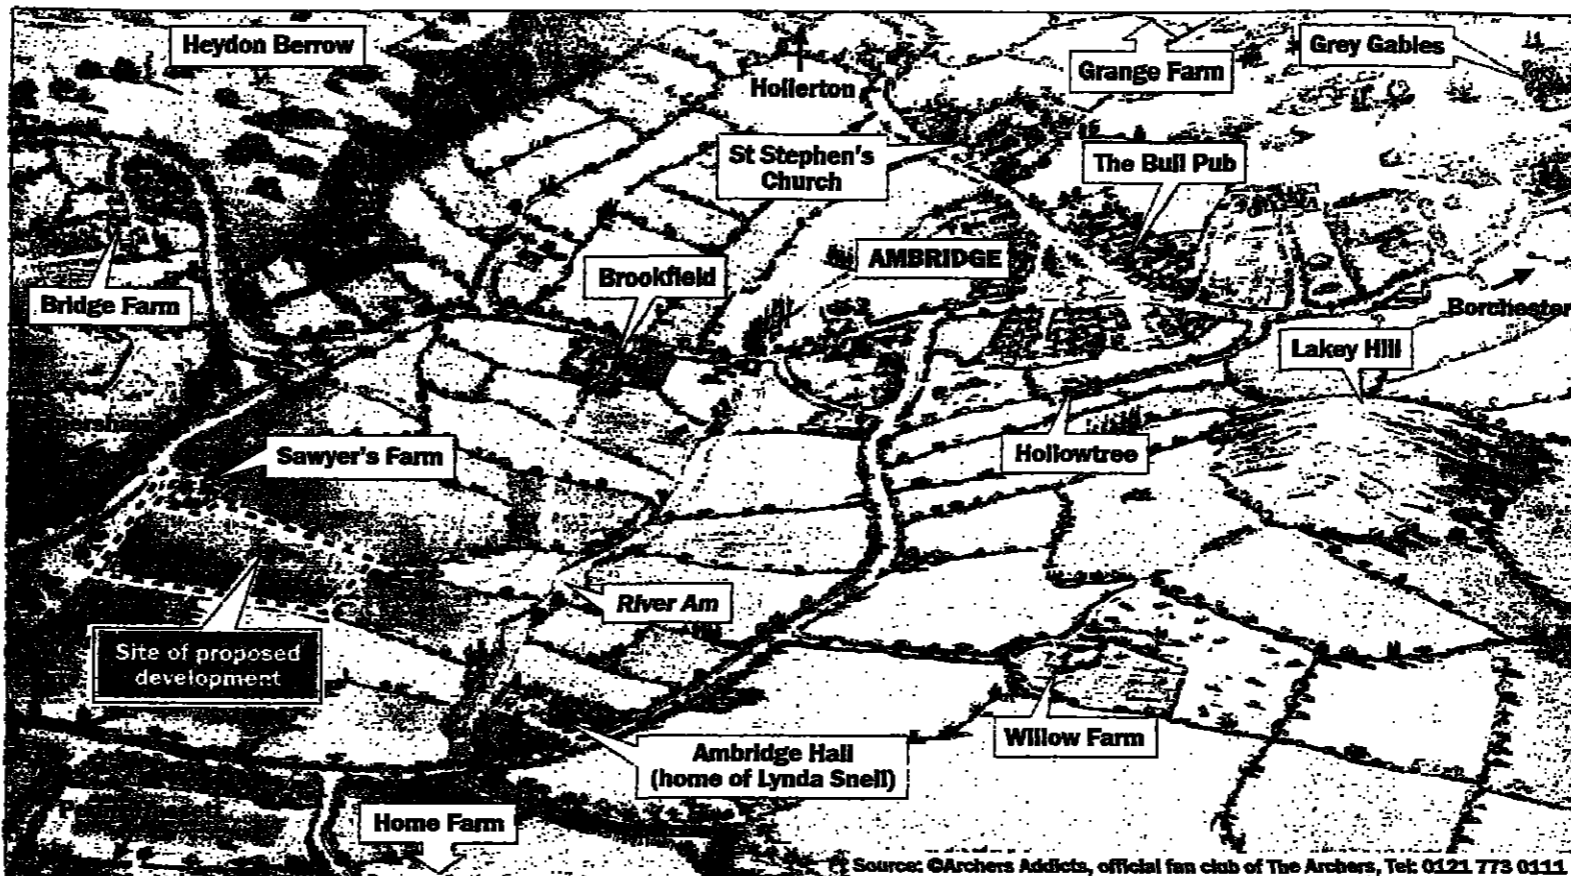 Heydon Berrow
Grey Gables
Grange Farm
Hollerton
St Stephen's
Church
The Bull Pub
AMBRIDGE
Brookfield
Bridge Farm
Borchester
Lakey Hill
Sawyer's Farm
Hollowtree
River Am
Site of proposed
development
Willow Farm
Ambridge Hall
(home of Lynda Snell)
Home Farm
Source: ©Archers Addicts, official fan club of The Archers, Tel: 0121 773 0111